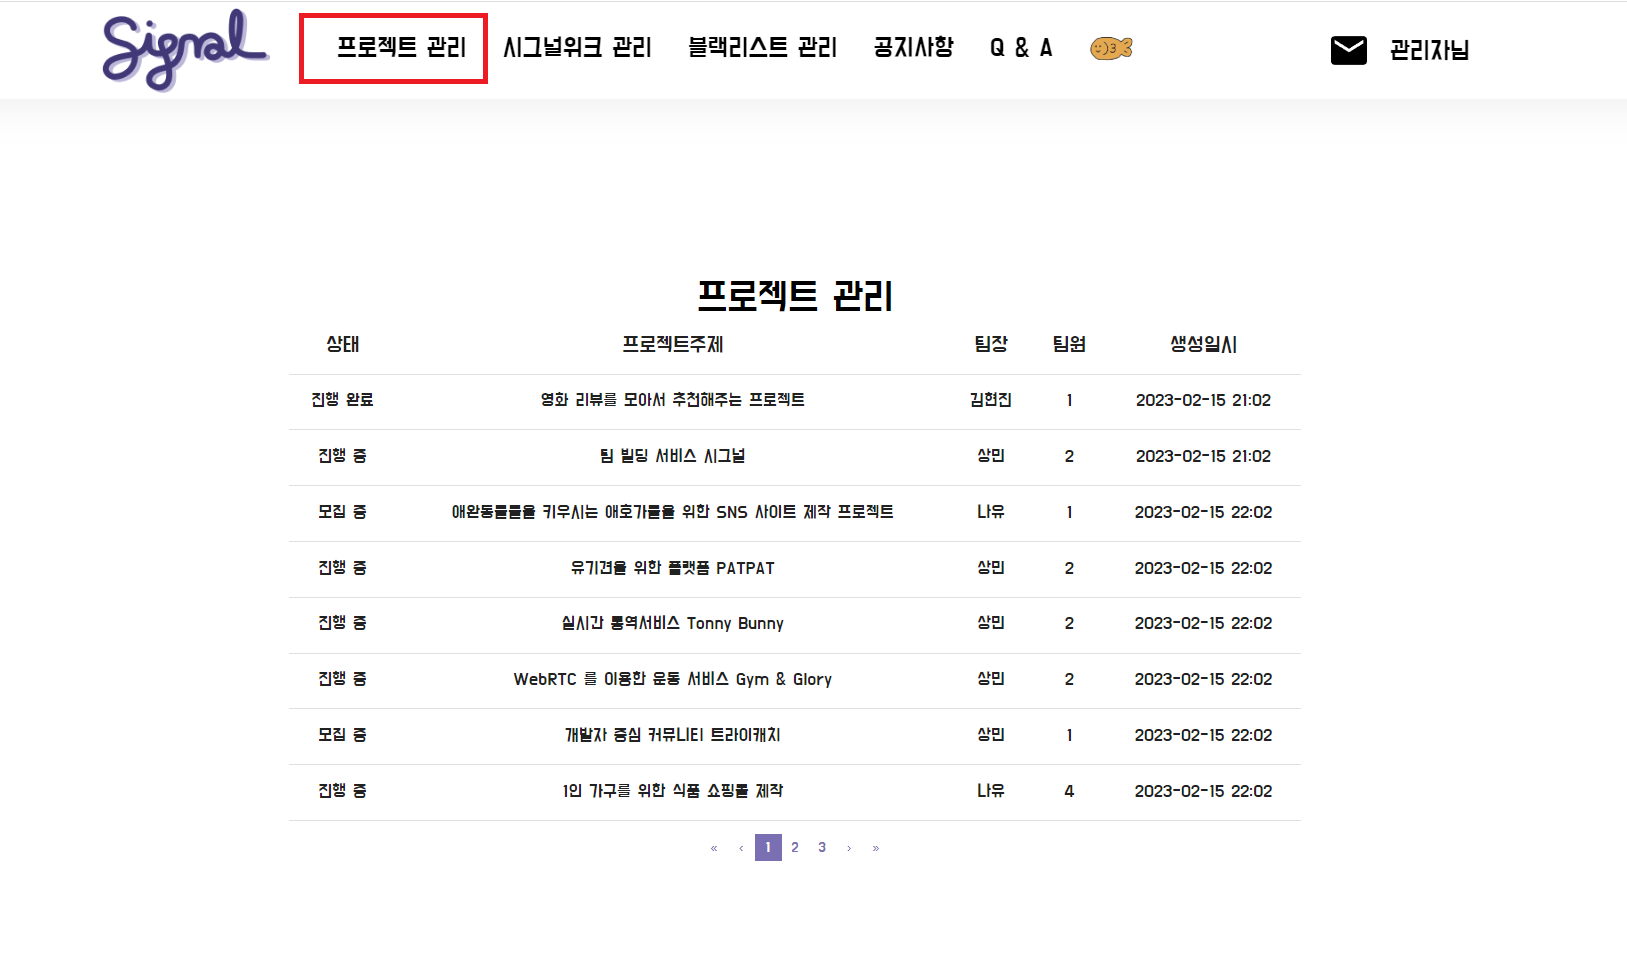 Signal 프로젝트 관리 시그널위크 관리 블랙리스트 관리 공지사항 Q & A 관리자님
프로젝트 관리
상태 프로젝트주제 팀장 팀원 생성일시
진행 완료 영화 리뷰를 모아서 추천해주는 프로젝트 김현진 1 2023-02-15 21:02
진행 중 팀 빌딩 서비스 시그널 상민 2 2023-02-15 21:02
모집 중 애완동물들을 키우시는 애호가들을 위한 SNS 사이트 제작 프로젝트 나유 1 2023-02-15 22:02
진행 중 유기견을 위한 플랫폼 PATPAT 상민 2 2023-02-15 22:02
진행 중 실시간 통역서비스 Tonny Bunny 상민 2 2023-02-15 22:02
진행 중 WebRTC 를 이용한 운동 서비스 Gym & Glory 상민 2 2023-02-15 22:02
모집 중 개발자 중심 커뮤니티 트라이캐치 상민 1 2023-02-15 22:02
진행 중 1인 가구를 위한 식품 쇼핑몰 제작 나유 4 2023-02-15 22:02
« ‹ 1 2 3 › »